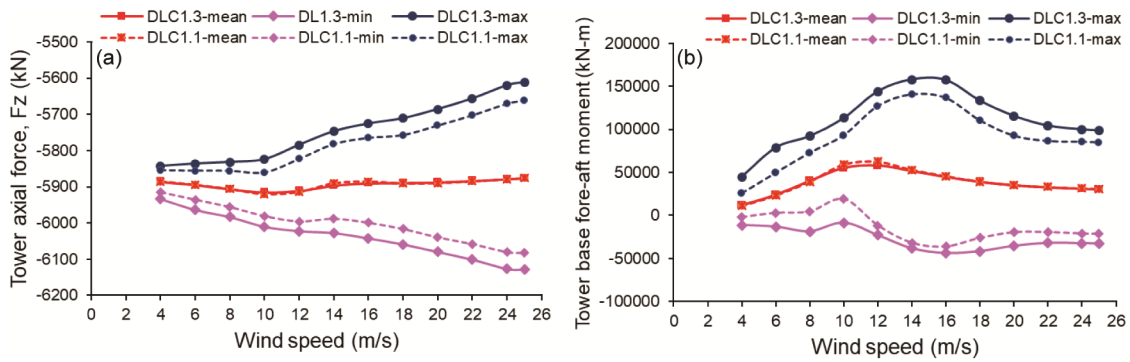 DLC1.3-mean DL1.3-min DLC1.3-max
DLC1.1-mean DLC1.1-min DLC1.1-max
(a)
Tower axial force, Fz (kN)
-5500
-5600
-5700
-5800
-5900
-6000
-6100
-6200
0 2 4 6 8 10 12 14 16 18 20 22 24 26
Wind speed (m/s)
DLC1.3-mean DLC1.3-min DLC1.3-max
DLC1.1-mean DLC1.1-min DLC1.1-max
(b)
Tower base fore-aft moment (kN-m)
200000
150000
100000
50000
0
-50000
-100000
0 2 4 6 8 10 12 14 16 18 20 22 24 26
Wind speed (m/s)